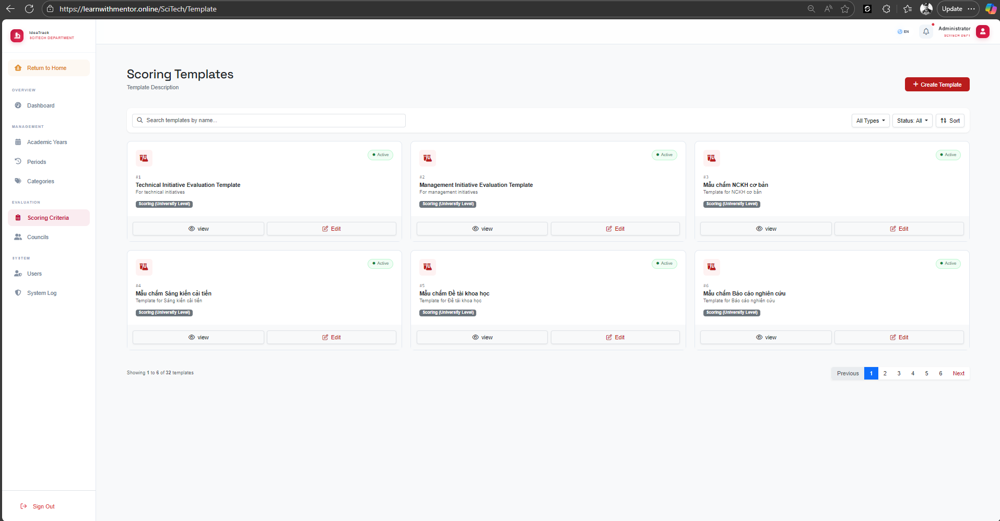 https://learnwithmentor.online/SciTech/Template
Update
IdeaTrack
SCITECH DEPARTMENT
EN
Administrator
SCITECH DEPT
Return to Home
OVERVIEW
Dashboard
MANAGEMENT
Academic Years
Periods
Categories
EVALUATION
Scoring Criteria
Councils
SYSTEM
Users
System Log
Sign Out
Scoring Templates
Template Description
+ Create Template
Search templates by name...
All Types
Status: All
Sort
Active
#1
Technical Initiative Evaluation Template
For technical initiatives
Scoring (University Level)
view
Edit
Active
#2
Management Initiative Evaluation Template
For management initiatives
Scoring (University Level)
view
Edit
Active
#3
Mẫu chấm NCKH cơ bản
Template for NCKH cơ bản
Scoring (University Level)
view
Edit
Active
#4
Mẫu chấm Sáng kiến cải tiến
Template for Sáng kiến cải tiến
Scoring (University Level)
view
Edit
Active
#5
Mẫu chấm Đề tài khoa học
Template for Đề tài khoa học
Scoring (University Level)
view
Edit
Active
#6
Mẫu chấm Báo cáo nghiên cứu
Template for Báo cáo nghiên cứu
Scoring (University Level)
view
Edit
Showing 1 to 6 of 32 templates
Previous 1 2 3 4 5 6 Next